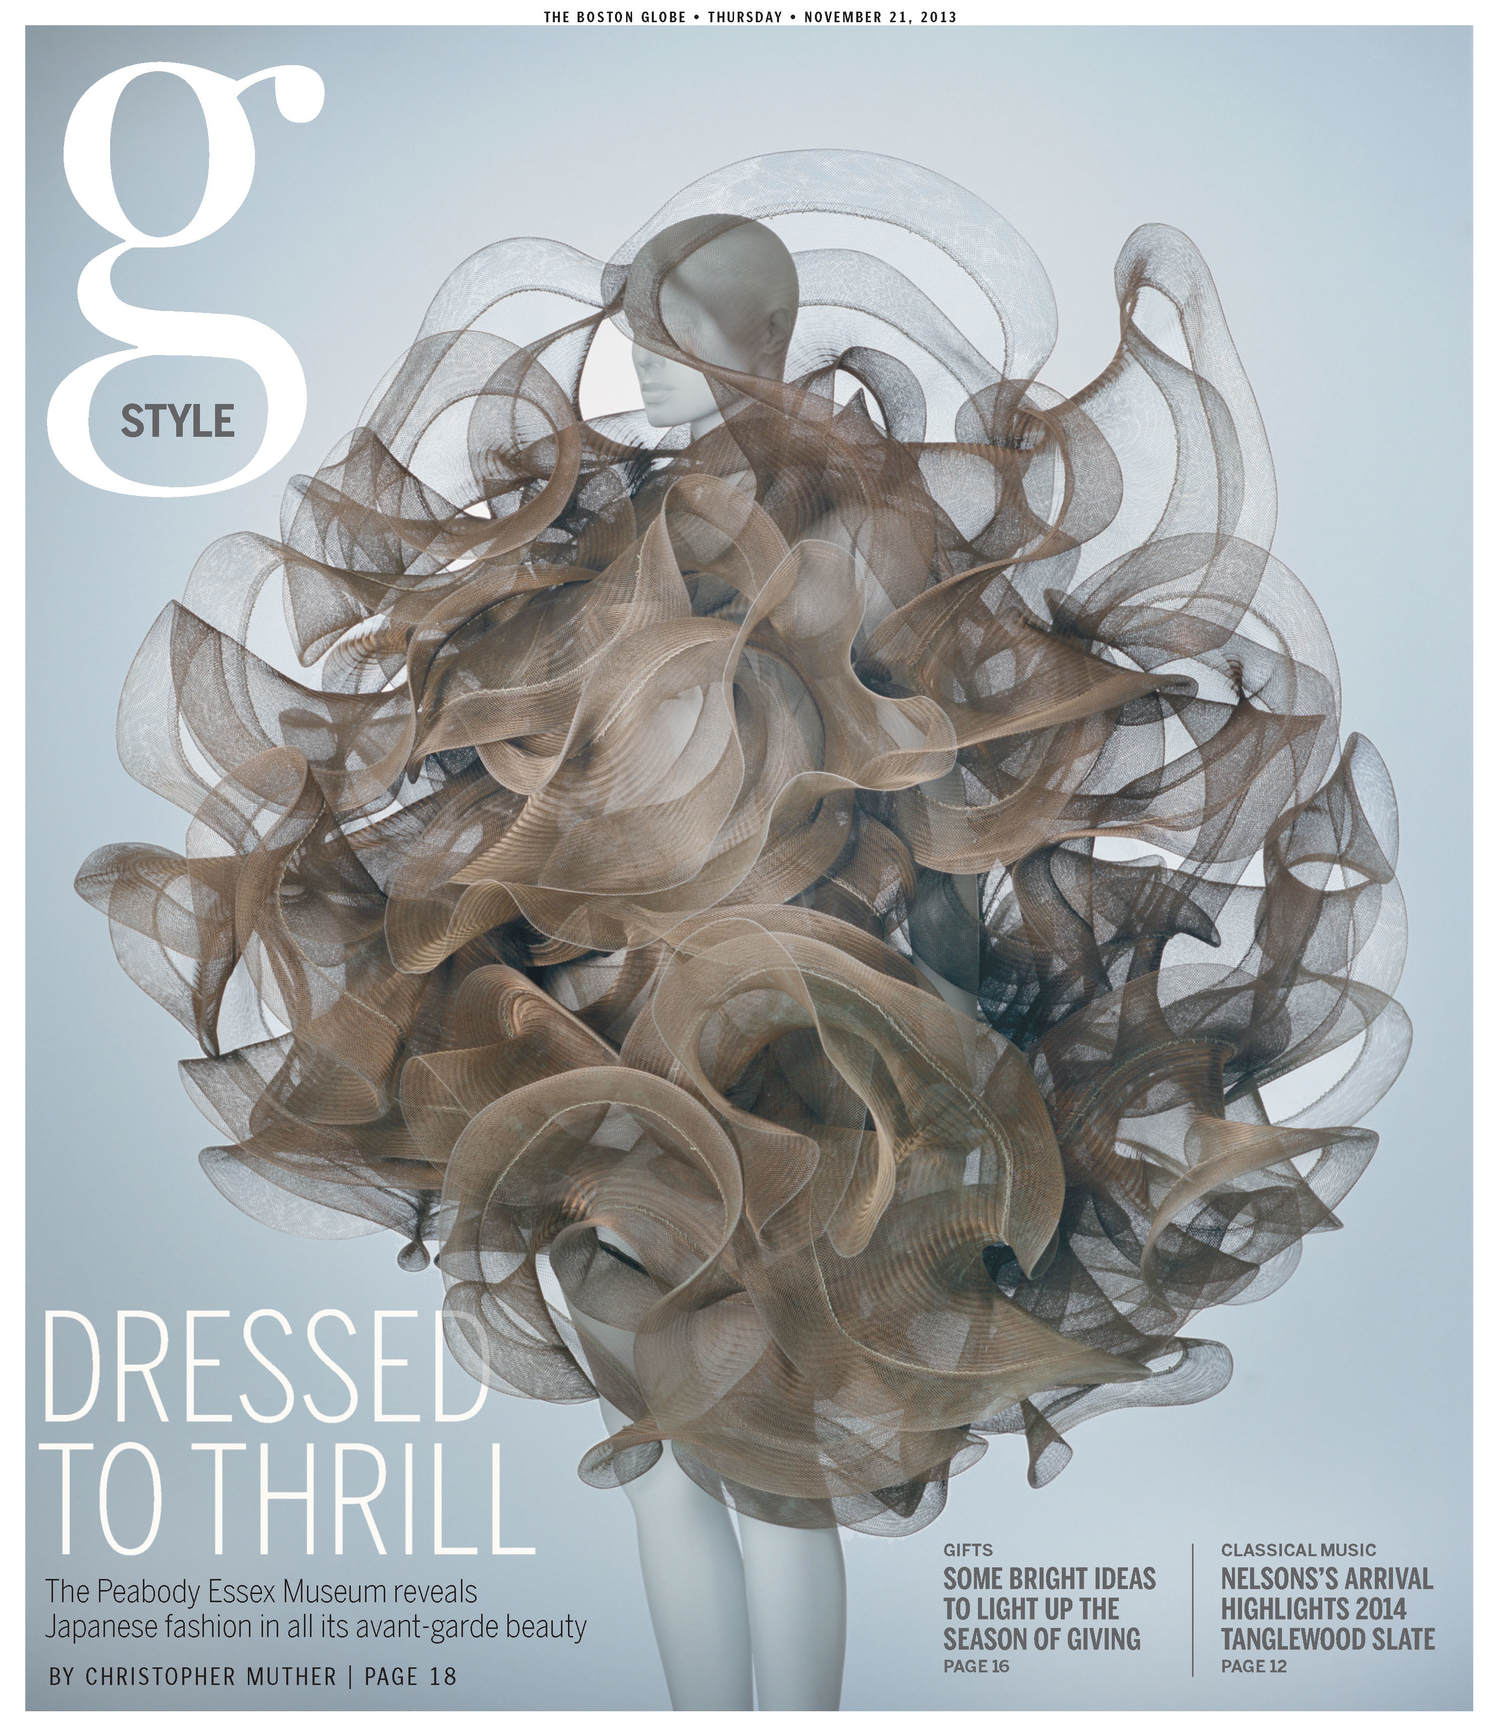 THE BOSTON GLOBE • THURSDAY • NOVEMBER 21, 2013
g
STYLE
DRESSED
TO THRILL
The Peabody Essex Museum reveals
Japanese fashion in all its avant-garde beauty
BY CHRISTOPHER MUTHER | PAGE 18
GIFTS
SOME BRIGHT IDEAS
TO LIGHT UP THE
SEASON OF GIVING
PAGE 16
CLASSICAL MUSIC
NELSONS'S ARRIVAL
HIGHLIGHTS 2014
TANGLEWOOD SLATE
PAGE 12